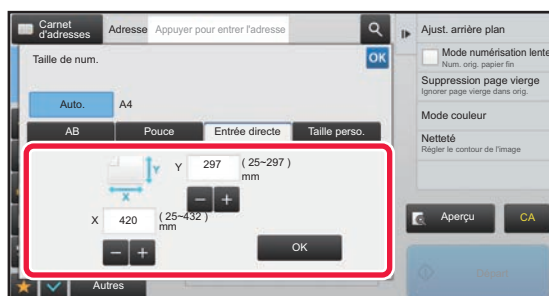 Carnet
d'adresses
Adresse
Appuyer pour entrer l'adresse
Taille de num.
OK
Auto.
A4
AB
Pouce
Entrée directe
Taille perso.
Y
X
Y
297
( 25~297 )
mm
X
420
( 25~432 )
mm
OK
Autres
Ajust. arrière plan
Mode numérisation lente
Num. orig. papier fin
Suppression page vierge
Ignorer page vierge dans orig.
Mode couleur
Netteté
Régler le contour de l'image
Aperçu
CA
Départ